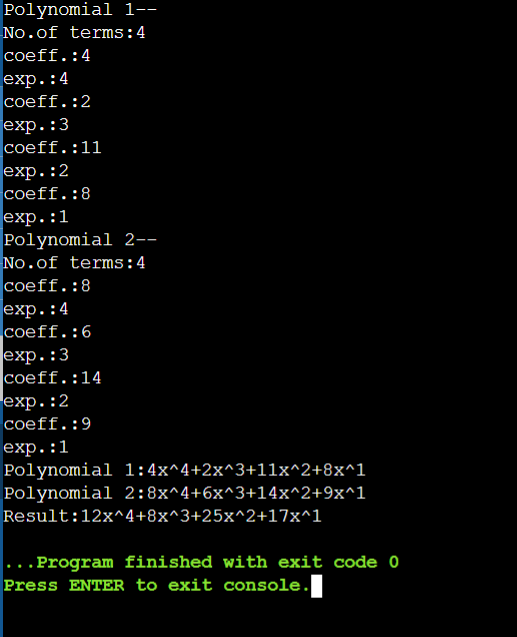 Polynomial 1--
No.of terms:4
coeff.:4
exp.:4
coeff.:2
exp.:3
coeff.:11
exp.:2
coeff.:8
exp.:1
Polynomial 2--
No.of terms:4
coeff.:8
exp.:4
coeff.:6
exp.:3
coeff.:14
exp.:2
coeff.:9
exp.:1
Polynomial 1:4x^4+2x^3+11x^2+8x^1
Polynomial 2:8x^4+6x^3+14x^2+9x^1
Result:12x^4+8x^3+25x^2+17x^1
...Program finished with exit code 0
Press ENTER to exit console.